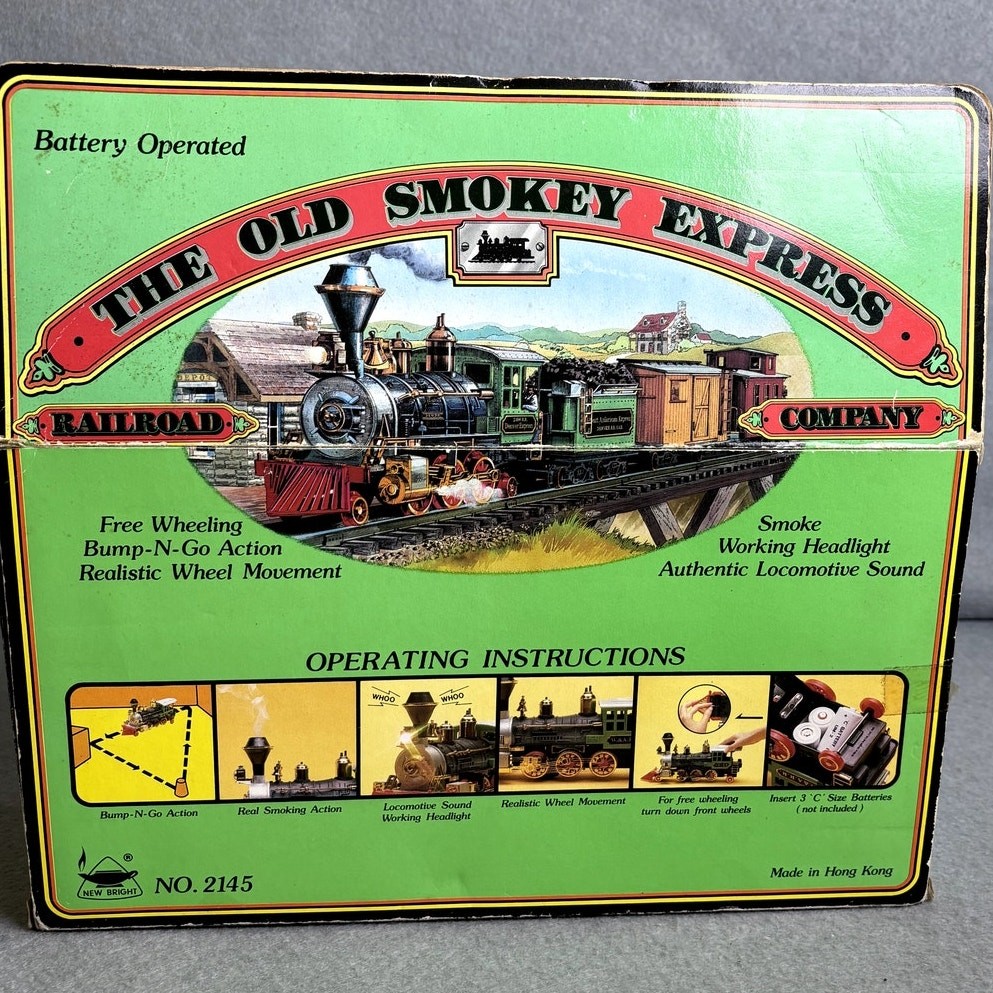 Battery Operated
THE OLD SMOKEY EXPRESS
RAILROAD
COMPANY
DEPOT
Denver Express
Free Wheeling
Bump-N-Go Action
Realistic Wheel Movement
Smoke
Working Headlight
Authentic Locomotive Sound
OPERATING INSTRUCTIONS
WHOO
WHOO
Bump-N-Go Action
Real Smoking Action
Locomotive Sound
Working Headlight
Realistic Wheel Movement
For free wheeling
turn down front wheels
Insert 3 'C' Size Batteries
( not included )
®
NEW BRIGHT
NO. 2145
Made in Hong Kong